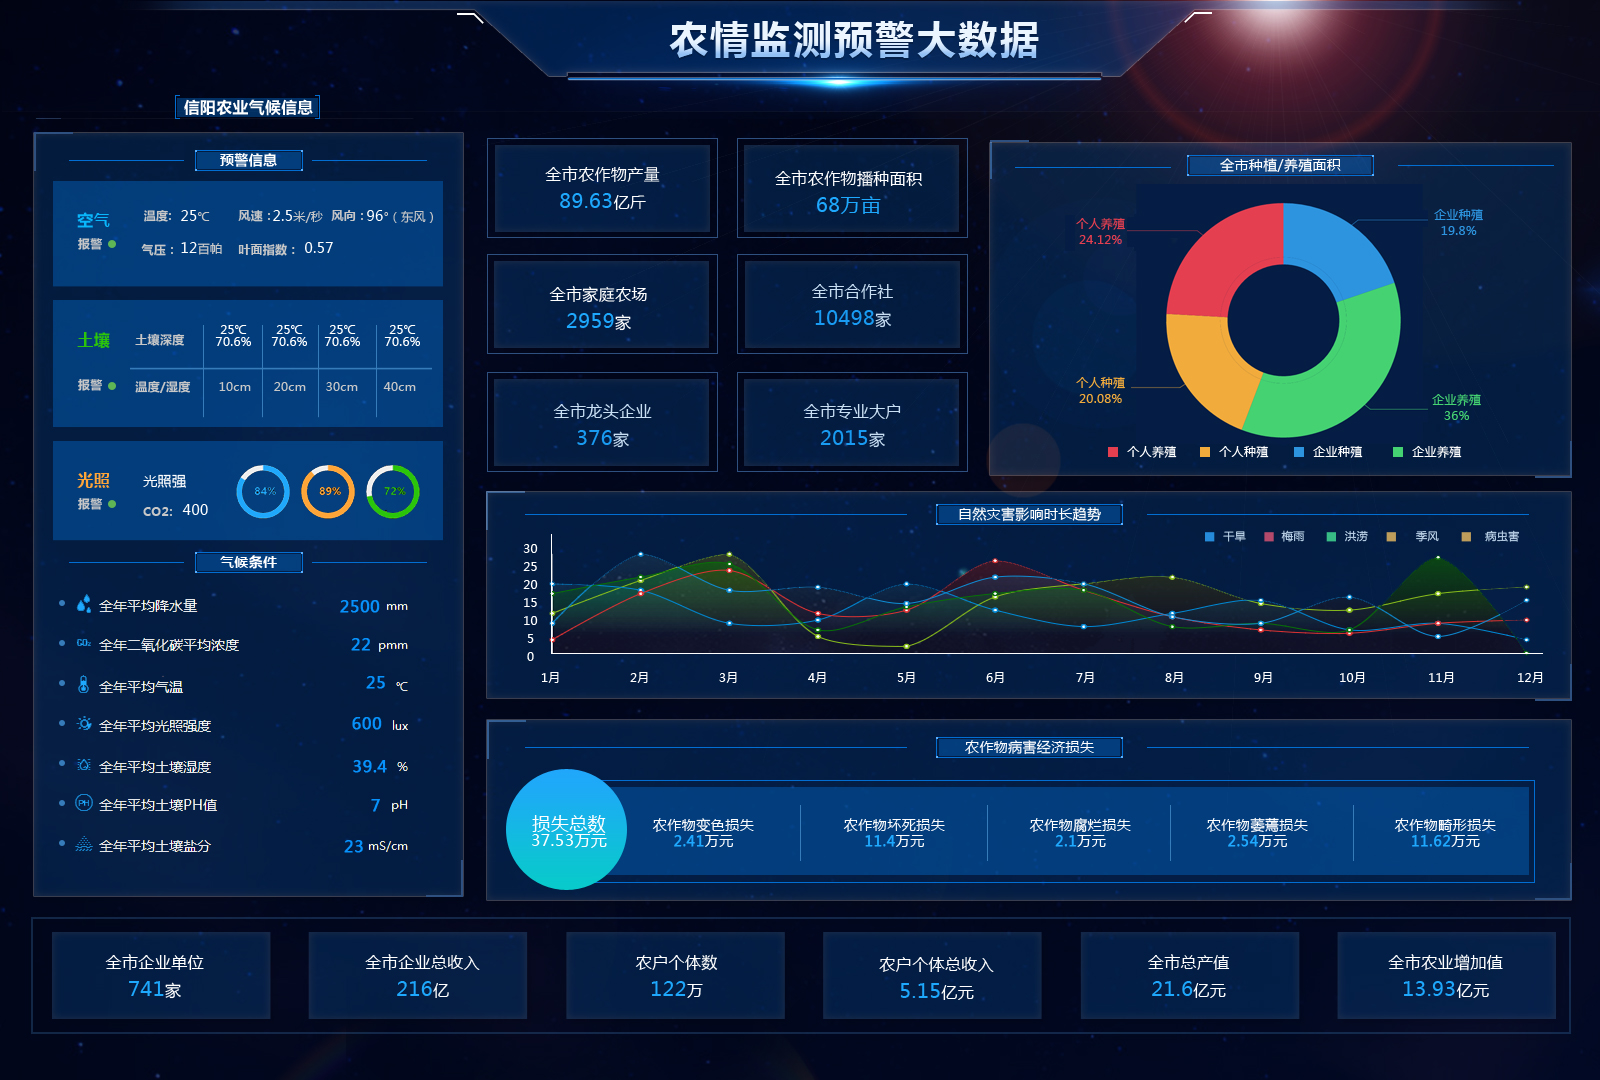 农情监测预警大数据
信阳农业气候信息
预警信息
空气
报警
温度: 25℃ 风速 : 2.5米/秒 风向 : 96° ( 东风 )
气压 : 12百帕 叶面指数 : 0.57
土壤
报警
土壤深度
25℃ 25℃ 25℃ 25℃
70.6% 70.6% 70.6% 70.6%
温度/湿度 10cm 20cm 30cm 40cm
光照
报警
光照强
CO2: 400
84% 89% 72%
气候条件
全年平均降水量 2500 mm
CO₂ 全年二氧化碳平均浓度 22 pmm
全年平均气温 25 ℃
全年平均光照强度 600 lux
全年平均土壤湿度 39.4 %
PH 全年平均土壤PH值 7 pH
全年平均土壤盐分 23 mS/cm
全市农作物产量
89.63亿斤
全市农作物播种面积
68万亩
全市家庭农场
2959家
全市合作社
10498家
全市龙头企业
376家
全市专业大户
2015家
全市种植/养殖面积
个人养殖
24.12%
企业种殖
19.8%
个人种殖
20.08%
企业养殖
36%
个人养殖 个人种殖 企业种殖 企业养殖
自然灾害影响时长趋势
干旱 梅雨 洪涝 季风 病虫害
30
25
20
15
10
5
0
1月 2月 3月 4月 5月 6月 7月 8月 9月 10月 11月 12月
农作物病害经济损失
损失总数
37.53万元
农作物变色损失
2.41万元
农作物坏死损失
11.4万元
农作物腐烂损失
2.1万元
农作物萎蔫损失
2.54万元
农作物畸形损失
11.62万元
全市企业单位
741家
全市企业总收入
216亿
农户个体数
122万
农户个体总收入
5.15亿元
全市总产值
21.6亿元
全市农业增加值
13.93亿元